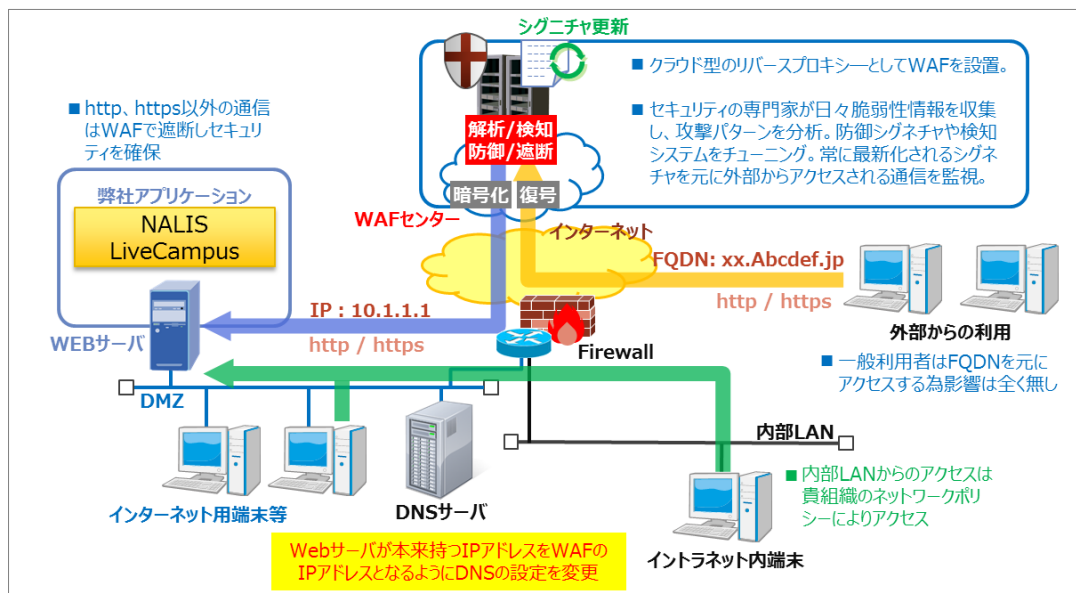 シグニチャ更新
■ クラウド型のリバースプロキシーとしてWAFを設置。
■ セキュリティの専門家が日々脆弱性情報を収集
し、攻撃パターンを分析。防御シグネチャや検知
システムをチューニング。常に最新化されるシグネ
チャを元に外部からアクセスされる通信を監視。
■ http、https以外の通信
はWAFで遮断しセキュリ
ティを確保
解析/検知
防御/遮断
暗号化
復号
WAFセンター
弊社アプリケーション
NALIS
LiveCampus
インターネット
FQDN: xx.Abcdef.jp
http / https
IP : 10.1.1.1
http / https
WEBサーバ
Firewall
外部からの利用
■ 一般利用者はFQDNを元に
アクセスする為影響は全く無し
DMZ
内部LAN
■ 内部LANからのアクセスは
貴組織のネットワークポリ
シーによりアクセス
インターネット用端末等
DNSサーバ
イントラネット内端末
Webサーバが本来持つIPアドレスをWAFの
IPアドレスとなるようにDNSの設定を変更